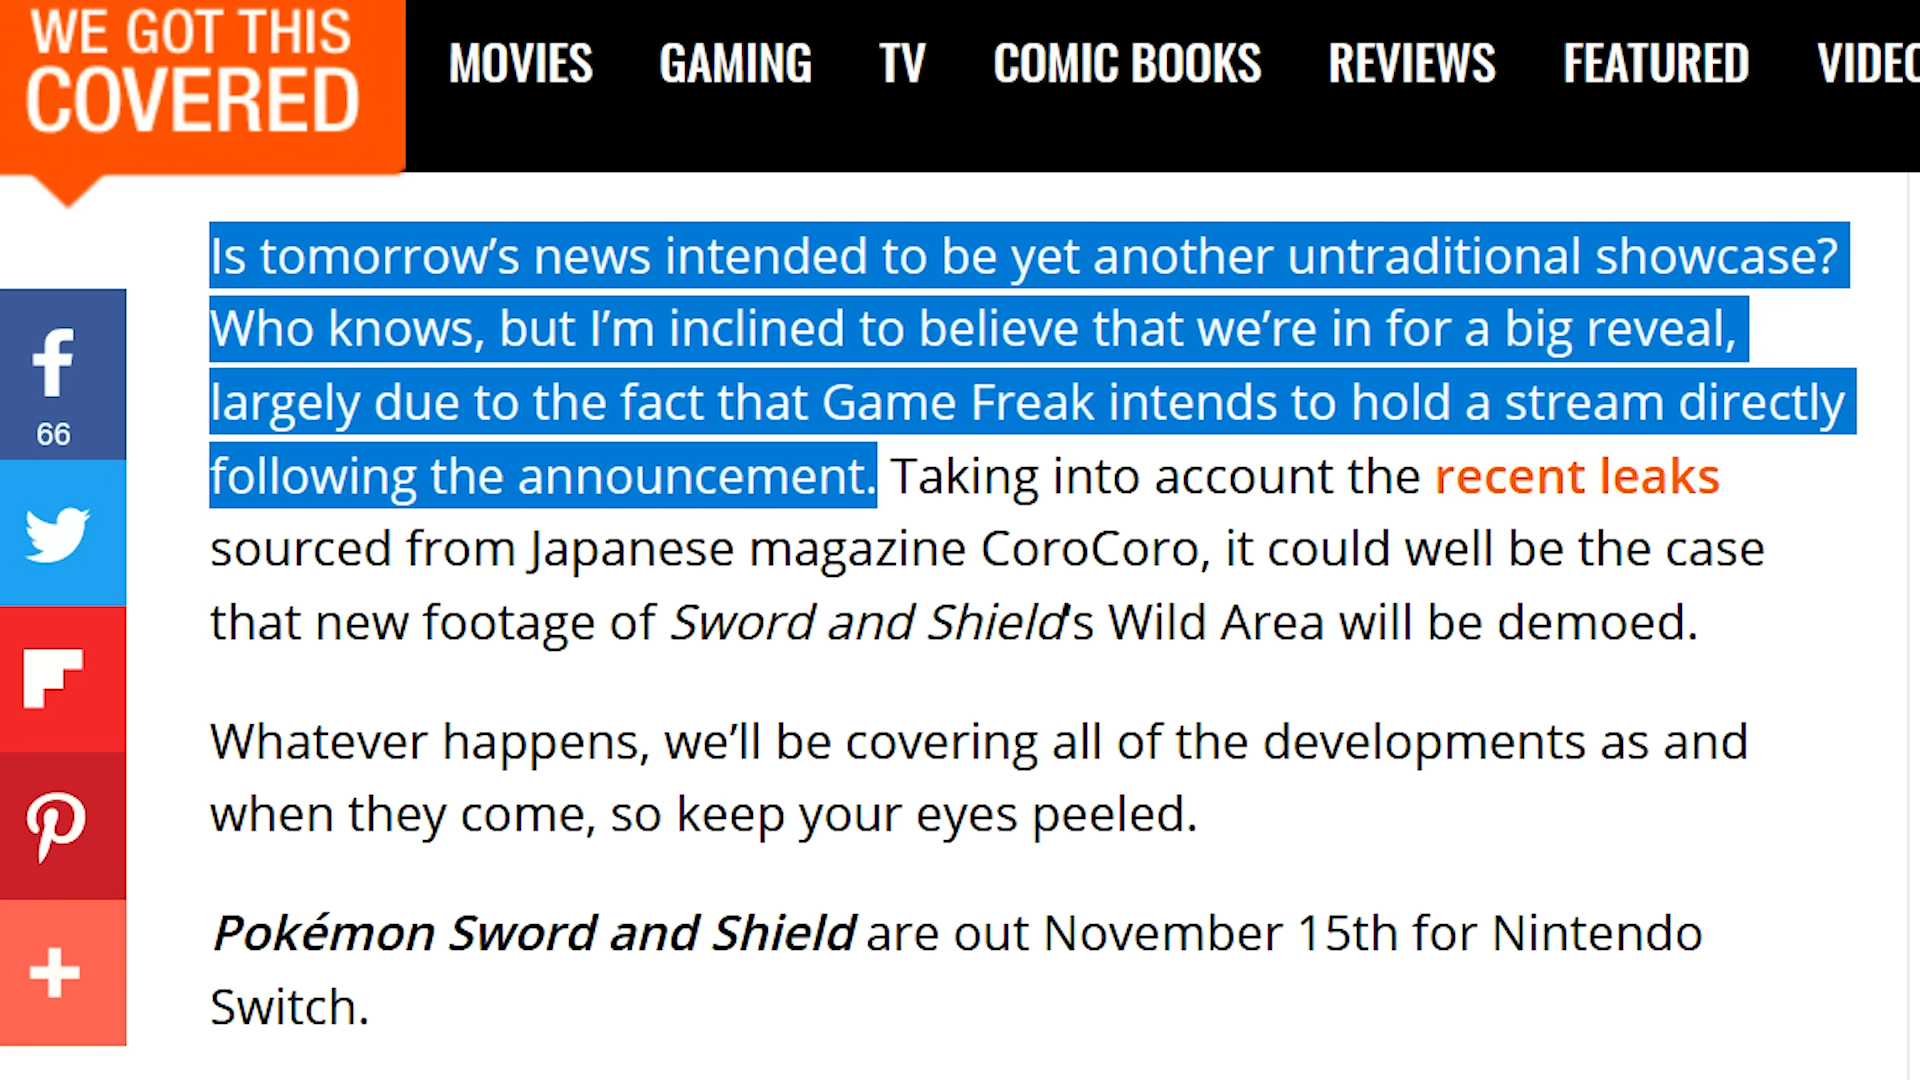 WE GOT THIS
COVERED
MOVIES GAMING TV COMIC BOOKS REVIEWS FEATURED VIDEO
Is tomorrow’s news intended to be yet another untraditional showcase?
Who knows, but I’m inclined to believe that we’re in for a big reveal,
largely due to the fact that Game Freak intends to hold a stream directly
following the announcement. Taking into account the recent leaks
sourced from Japanese magazine CoroCoro, it could well be the case
that new footage of Sword and Shield's Wild Area will be demoed.
Whatever happens, we’ll be covering all of the developments as and
when they come, so keep your eyes peeled.
Pokémon Sword and Shield are out November 15th for Nintendo
Switch.
66